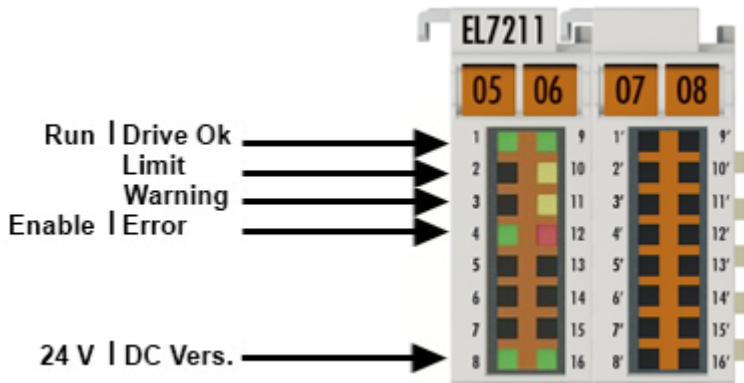 EL7211
05 06 07 08
Run | Drive Ok 1 9 1' 9'
Limit 2 10 2' 10'
Warning 3 11 3' 11'
Enable | Error 4 12 4' 12'
5 13 5' 13'
6 14 6' 14'
7 15 7' 15'
24 V | DC Vers. 8 16 8' 16'